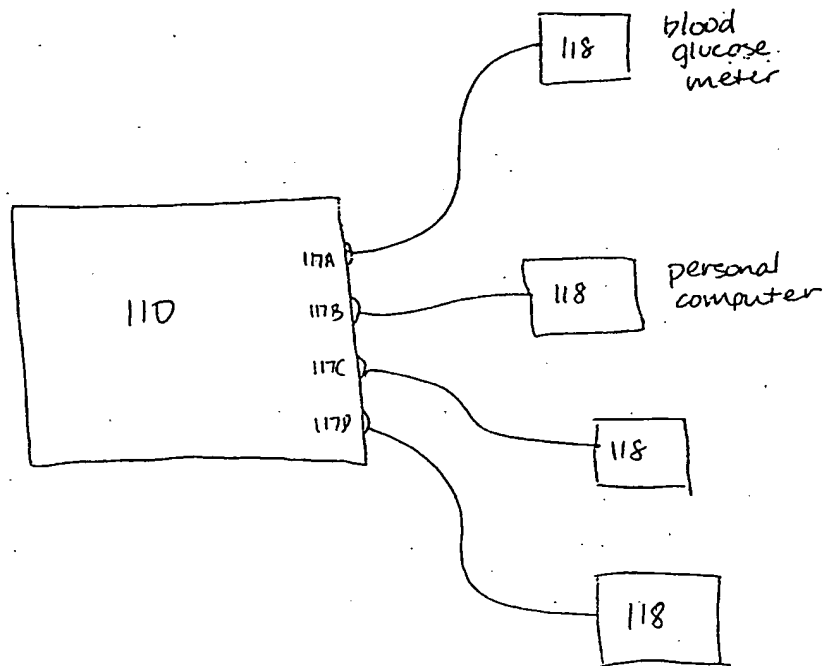 118
blood
glucose
meter
117A
110
117B
118
personal
computer
117C
117D
118
118